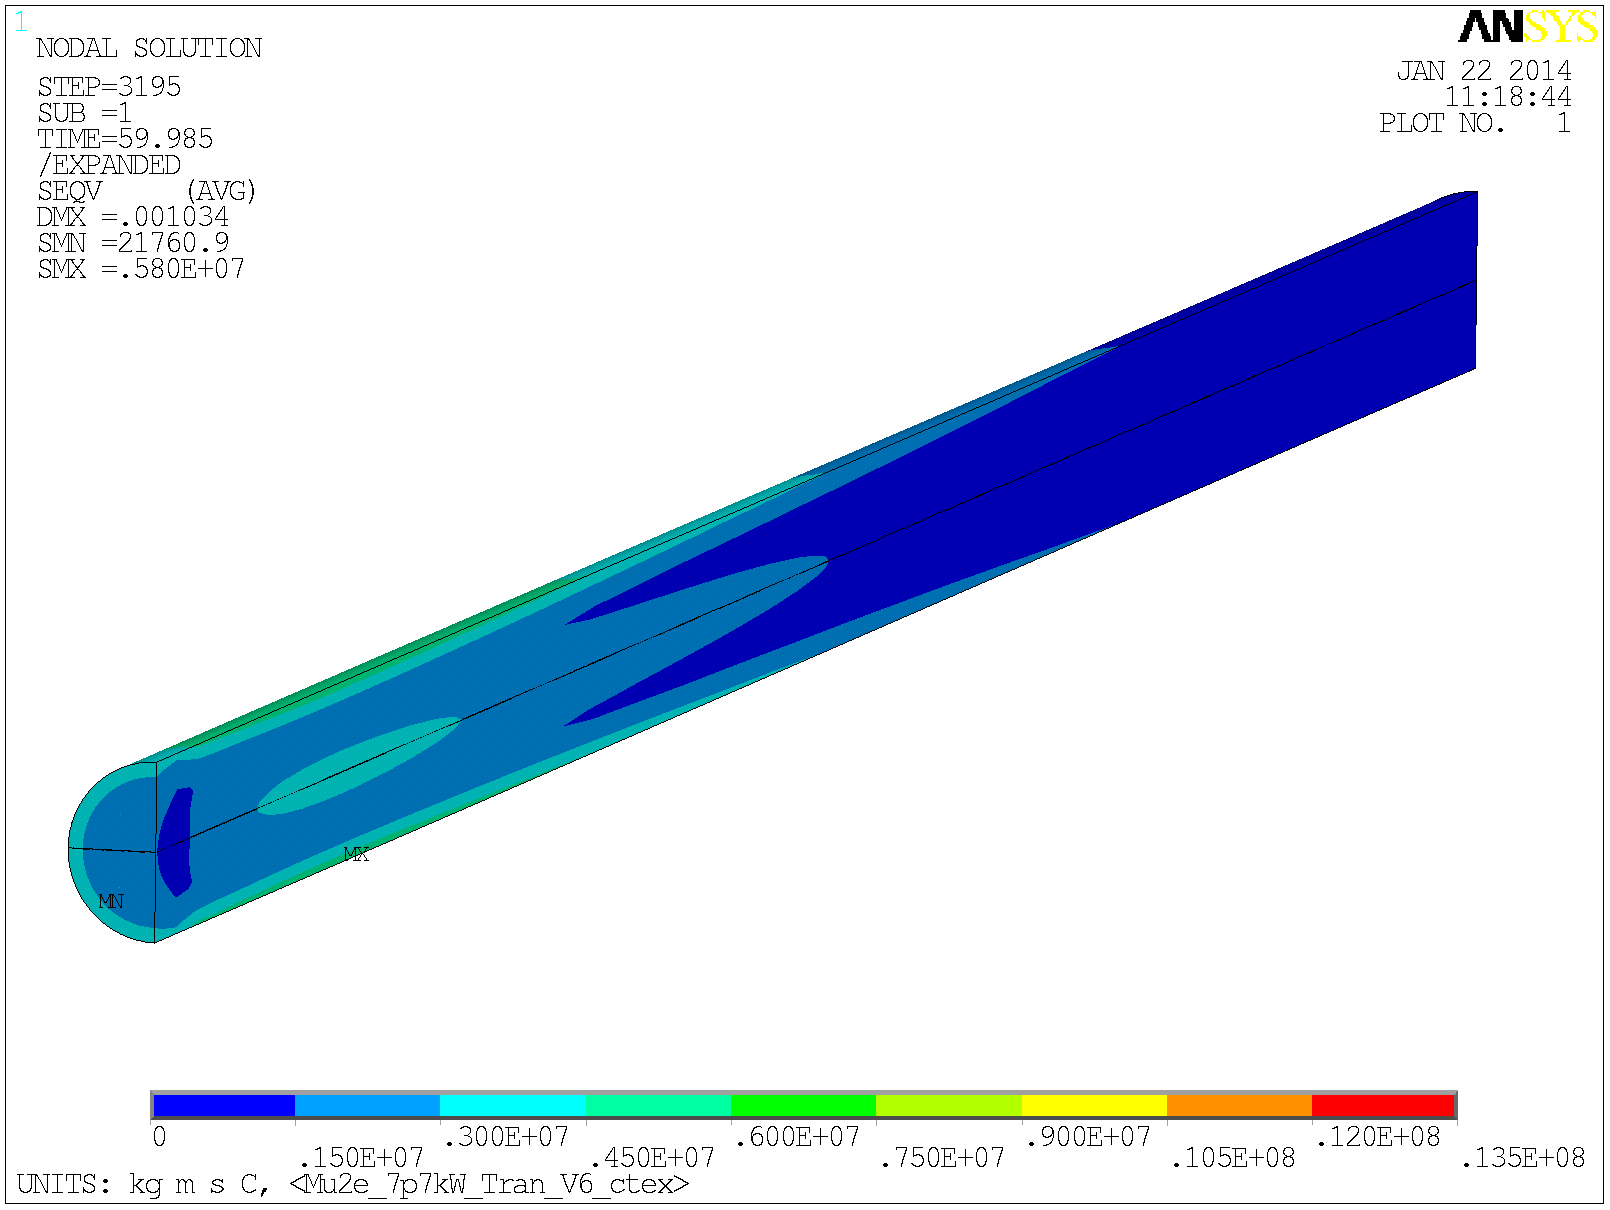 1
ANSYS
NODAL SOLUTION
STEP=3195
SUB =1
TIME=59.985
/EXPANDED
SEQV (AVG)
DMX =.001034
SMN =21760.9
SMX =.580E+07
JAN 22 2014
11:18:44
PLOT NO. 1
MX
MN
0
.150E+07
.300E+07
.450E+07
.600E+07
.750E+07
.900E+07
.105E+08
.120E+08
.135E+08
UNITS: kg m s C, <Mu2e_7p7kW_Tran_V6_ctex>